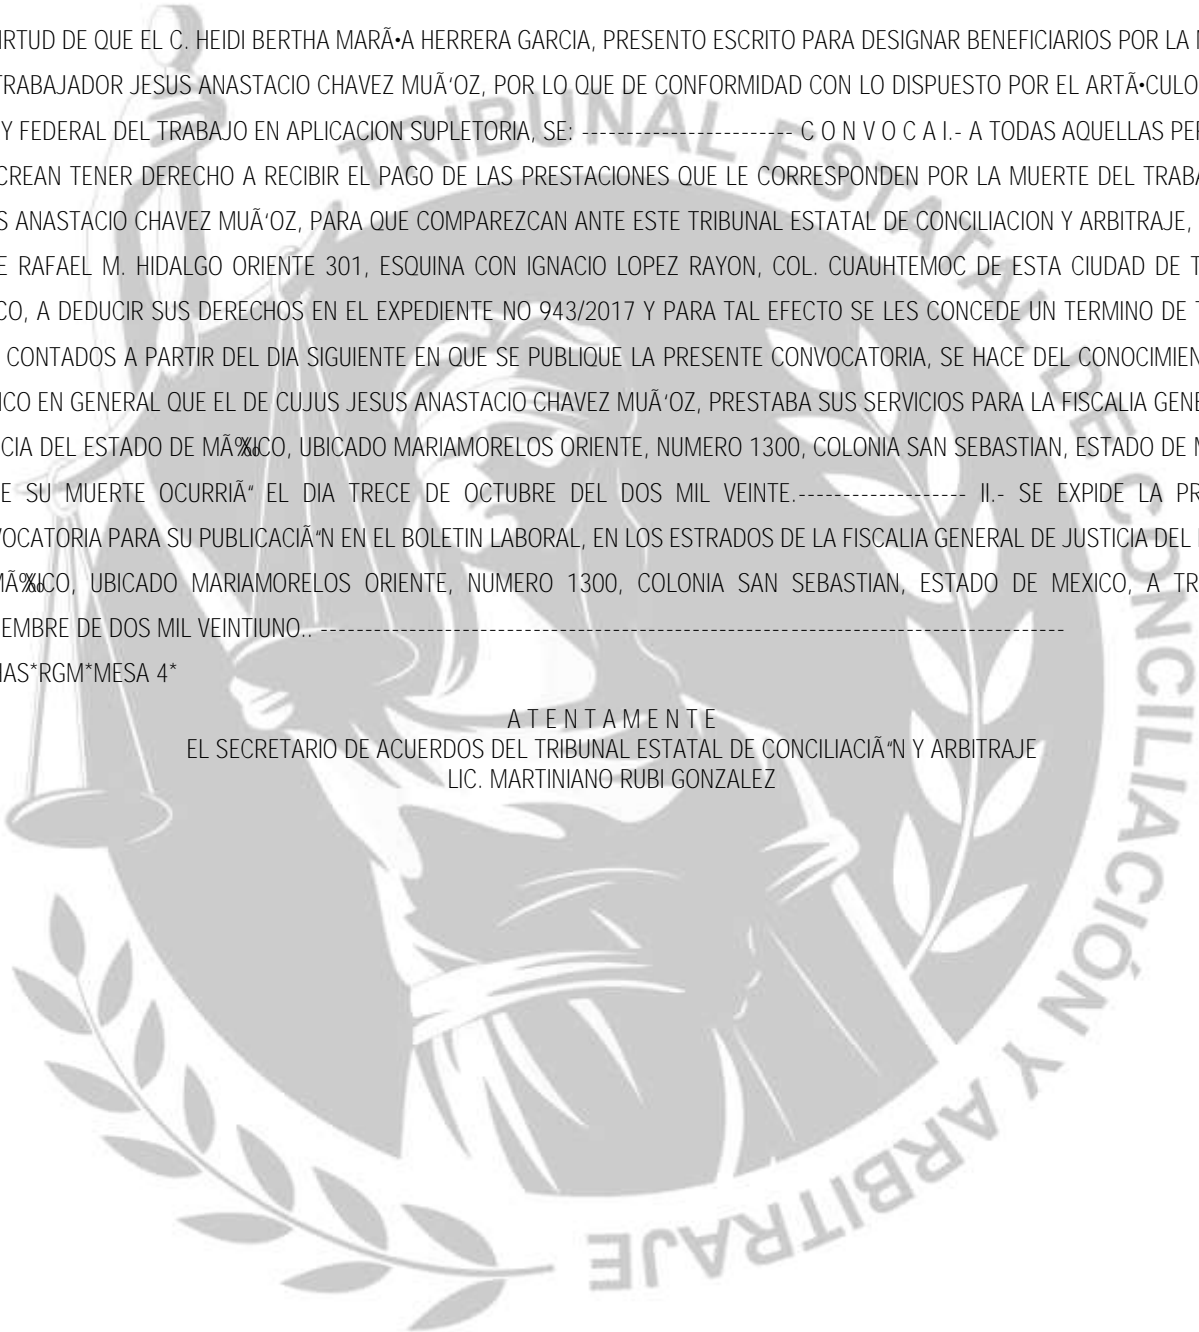 IRTUD DE QUE EL C. HEIDI BERTHA MARÃ•A HERRERA GARCIA, PRESENTO ESCRITO PARA DESIGNAR BENEFICIARIOS POR LA
TRABAJADOR JESUS ANASTACIO CHAVEZ MUÃ‘OZ, POR LO QUE DE CONFORMIDAD CON LO DISPUESTO POR EL ARTÃ•CULO
Y FEDERAL DEL TRABAJO EN APLICACION SUPLETORIA, SE: ------------------------ C O N V O C A I.- A TODAS AQUELLAS PE
CREAN TENER DERECHO A RECIBIR EL PAGO DE LAS PRESTACIONES QUE LE CORRESPONDEN POR LA MUERTE DEL TRABA
S ANASTACIO CHAVEZ MUÃ‘OZ, PARA QUE COMPAREZCAN ANTE ESTE TRIBUNAL ESTATAL DE CONCILIACION Y ARBITRAJE,
E RAFAEL M. HIDALGO ORIENTE 301, ESQUINA CON IGNACIO LOPEZ RAYON, COL. CUAUHTEMOC DE ESTA CIUDAD DE T
CO, A DEDUCIR SUS DERECHOS EN EL EXPEDIENTE NO 943/2017 Y PARA TAL EFECTO SE LES CONCEDE UN TERMINO DE
CONTADOS A PARTIR DEL DIA SIGUIENTE EN QUE SE PUBLIQUE LA PRESENTE CONVOCATORIA, SE HACE DEL CONOCIMIEN
ICO EN GENERAL QUE EL DE CUJUS JESUS ANASTACIO CHAVEZ MUÃ‘OZ, PRESTABA SUS SERVICIOS PARA LA FISCALIA GENE
CIA DEL ESTADO DE MÃ‰XICO, UBICADO MARIAMORELOS ORIENTE, NUMERO 1300, COLONIA SAN SEBASTIAN, ESTADO DE
E SU MUERTE OCURRIÃ“ EL DIA TRECE DE OCTUBRE DEL DOS MIL VEINTE.------------------- II.- SE EXPIDE LA PR
VOCATORIA PARA SU PUBLICACIÃ“N EN EL BOLETIN LABORAL, EN LOS ESTRADOS DE LA FISCALIA GENERAL DE JUSTICIA DEL
MÃ‰XICO, UBICADO MARIAMORELOS ORIENTE, NUMERO 1300, COLONIA SAN SEBASTIAN, ESTADO DE MEXICO, A TR
IEMBRE DE DOS MIL VEINTIUNO.. ------------------------------------------------------------------------------------
IAS*RGM*MESA 4*
A T E N T A M E N T E
EL SECRETARIO DE ACUERDOS DEL TRIBUNAL ESTATAL DE CONCILIACIÃ“N Y ARBITRAJE
LIC. MARTINIANO RUBI GONZALEZ
TRIBUNAL ESTATAL DE CONCILIACIÓN Y ARBITRAJE